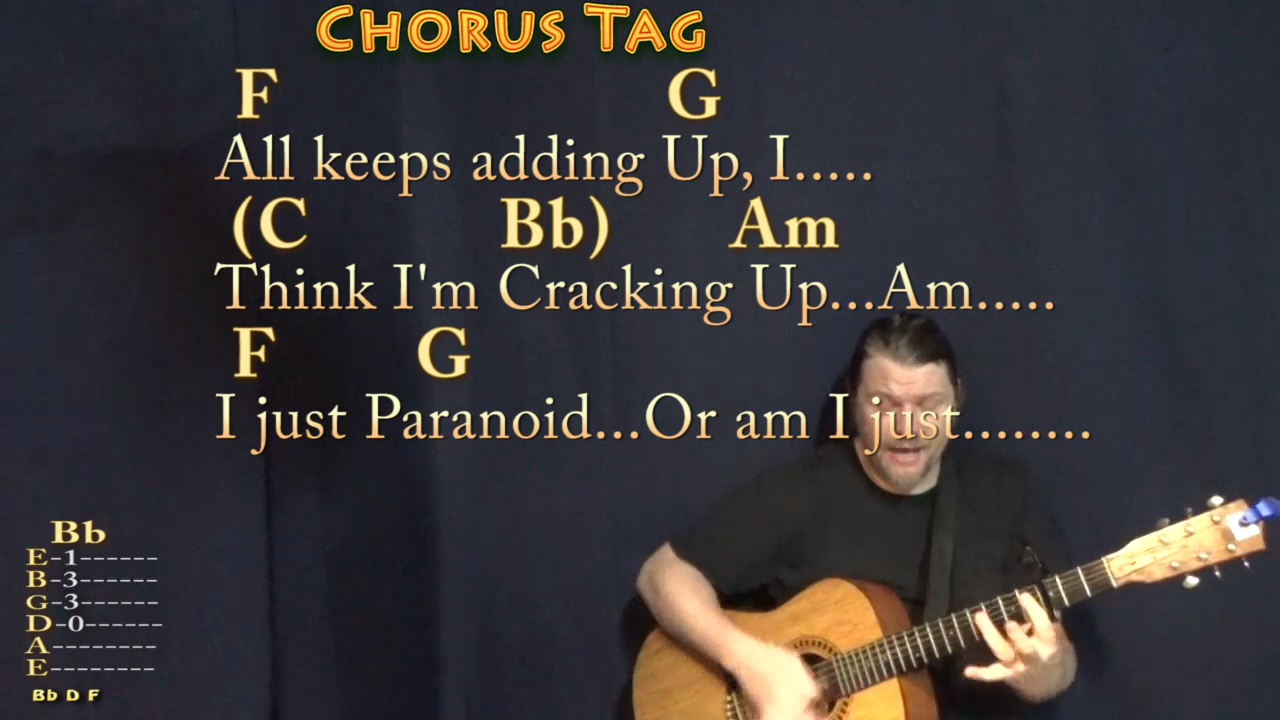 CHORUS TAG
F G
All keeps adding Up, I.....
(C Bb) Am
Think I'm Cracking Up...Am.....
F G
I just Paranoid...Or am I just........
Bb
E-1------
B-3------
G-3------
D-0------
A--------
E--------
Bb D F